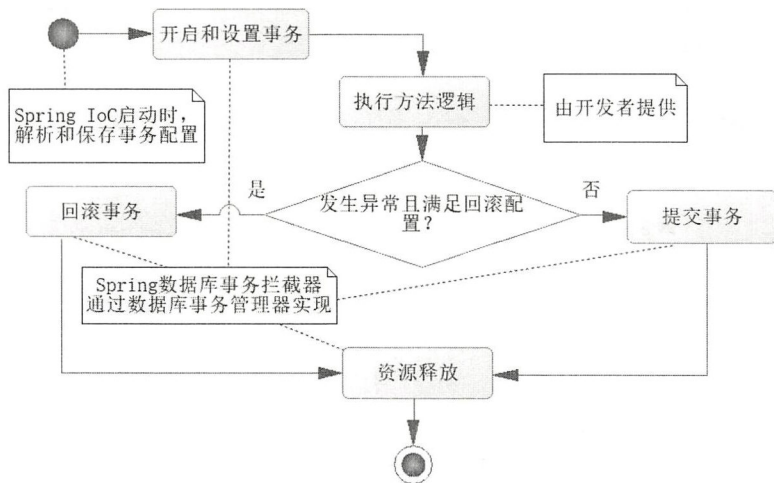 开启和设置事务
Spring IoC启动时，
解析和保存事务配置
执行方法逻辑
由开发者提供
是
发生异常且满足回滚配
置？
否
回滚事务
提交事务
Spring数据库事务拦截器
通过数据库事务管理器实现
资源释放